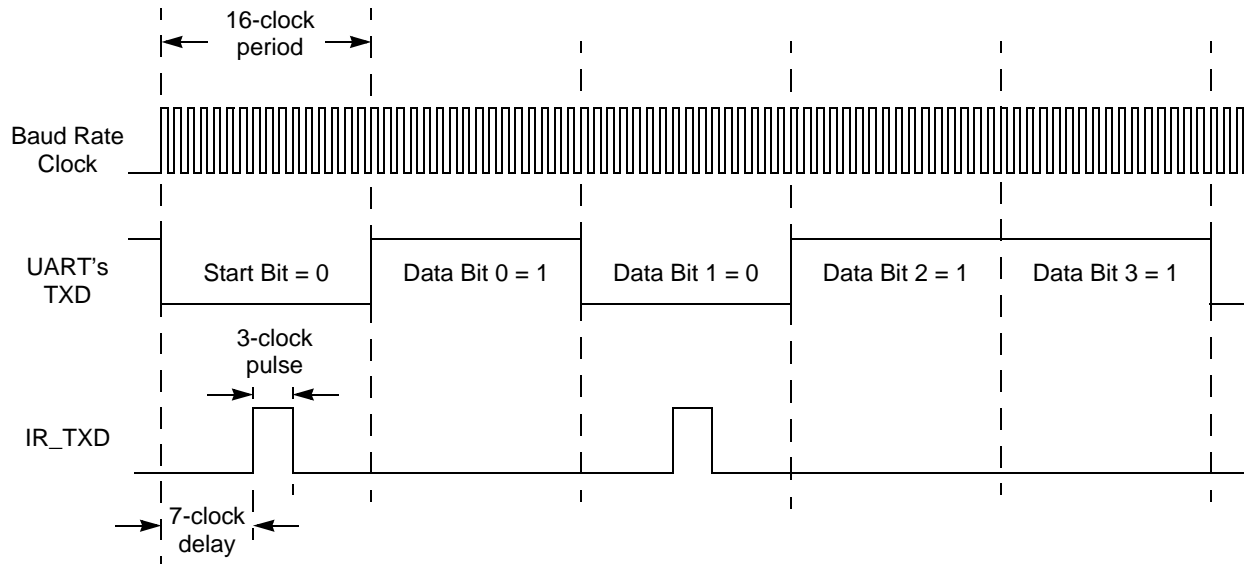 16-clock
period
Baud Rate
Clock
UART's
TXD
Start Bit = 0
Data Bit 0 = 1
Data Bit 1 = 0
Data Bit 2 = 1
Data Bit 3 = 1
3-clock
pulse
IR_TXD
7-clock
delay